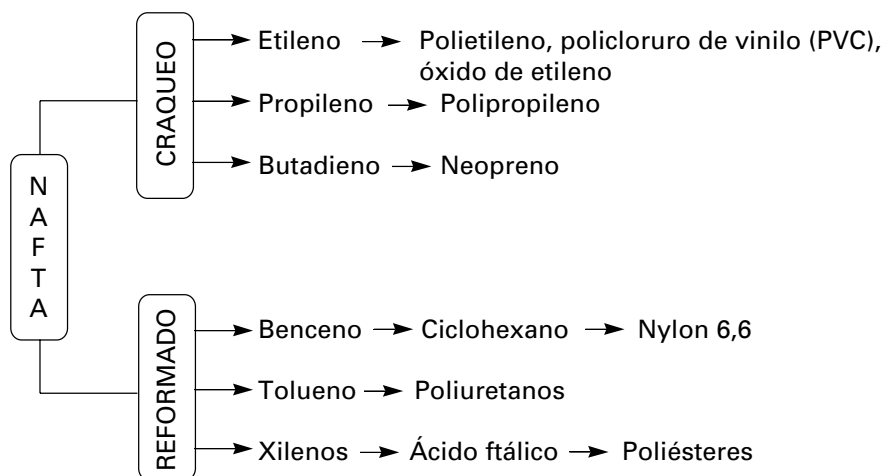 NAFTA
CRAQUEO
Etileno → Polietileno, policloruro de vinilo (PVC),
óxido de etileno
Propileno → Polipropileno
Butadieno → Neopreno
REFORMADO
Benceno → Ciclohexano → Nylon 6,6
Tolueno → Poliuretanos
Xilenos → Ácido ftálico → Poliésteres